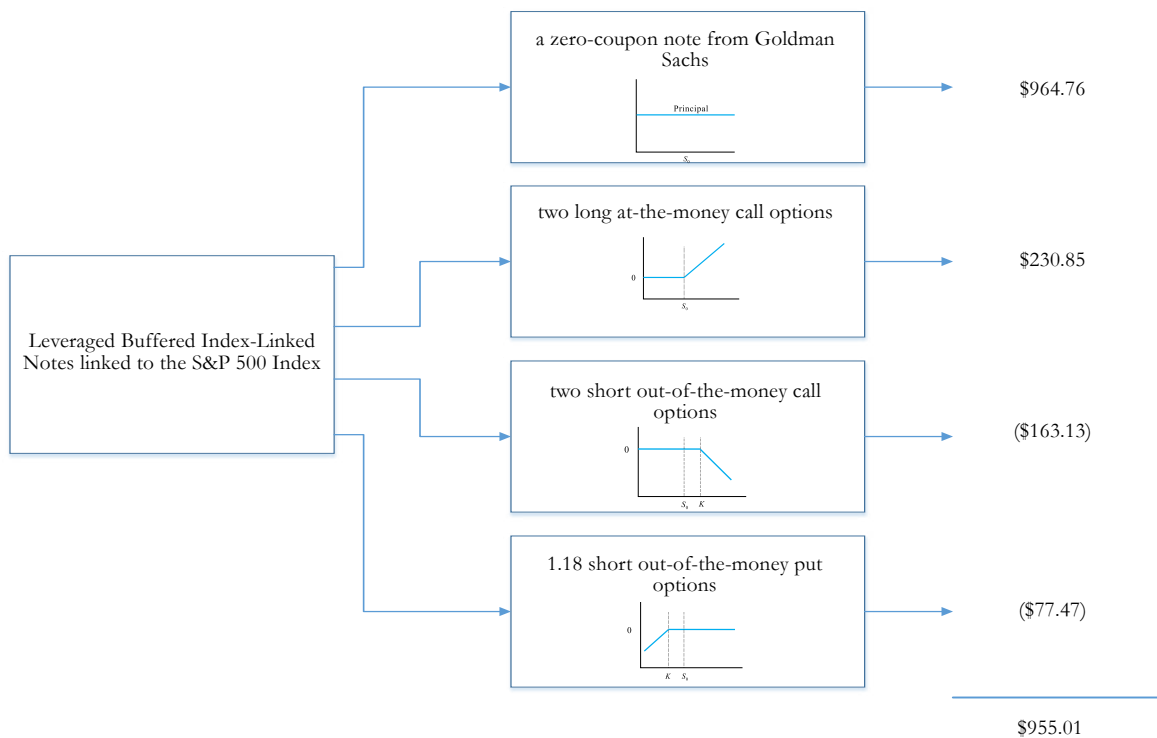 a zero-coupon note from Goldman
Sachs
Principal
S₀
$964.76
two long at-the-money call options
0
S₀
$230.85
Leveraged Buffered Index-Linked
Notes linked to the S&P 500 Index
two short out-of-the-money call
options
0
S₀ K
($163.13)
1.18 short out-of-the-money put
options
0
K S₀
($77.47)
$955.01